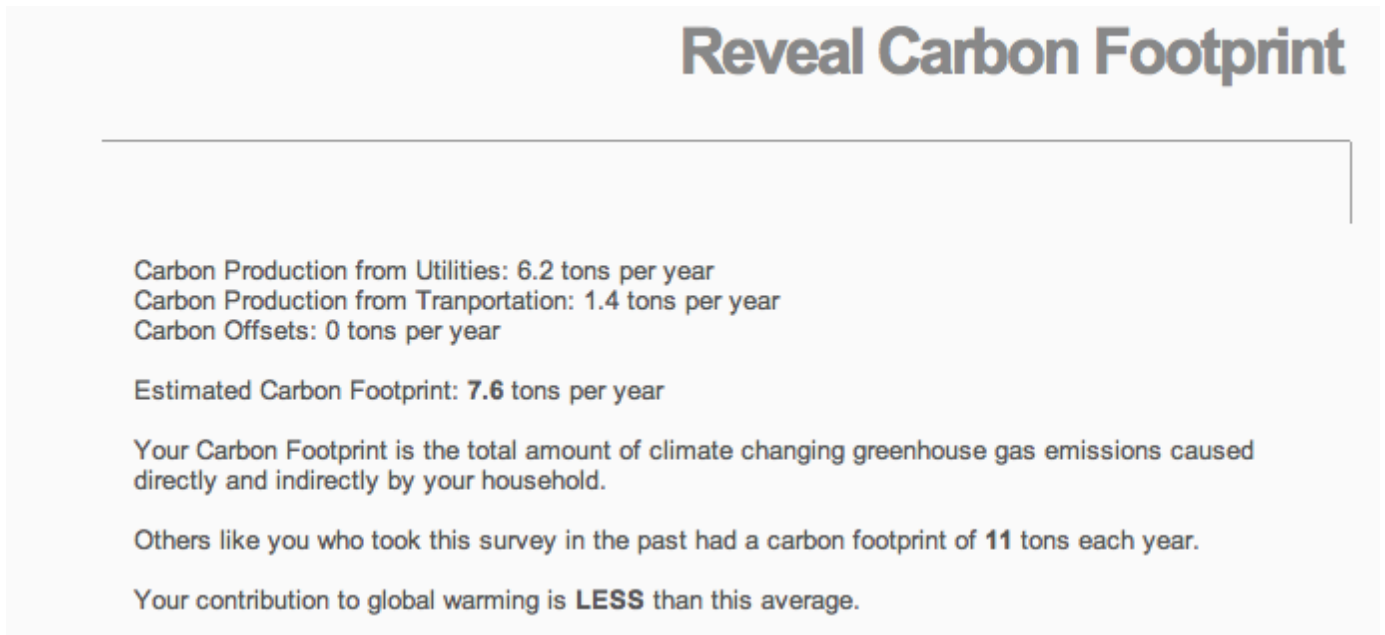 Reveal Carbon Footprint
Carbon Production from Utilities: 6.2 tons per year
Carbon Production from Tranportation: 1.4 tons per year
Carbon Offsets: 0 tons per year
Estimated Carbon Footprint: 7.6 tons per year
Your Carbon Footprint is the total amount of climate changing greenhouse gas emissions caused
directly and indirectly by your household.
Others like you who took this survey in the past had a carbon footprint of 11 tons each year.
Your contribution to global warming is LESS than this average.